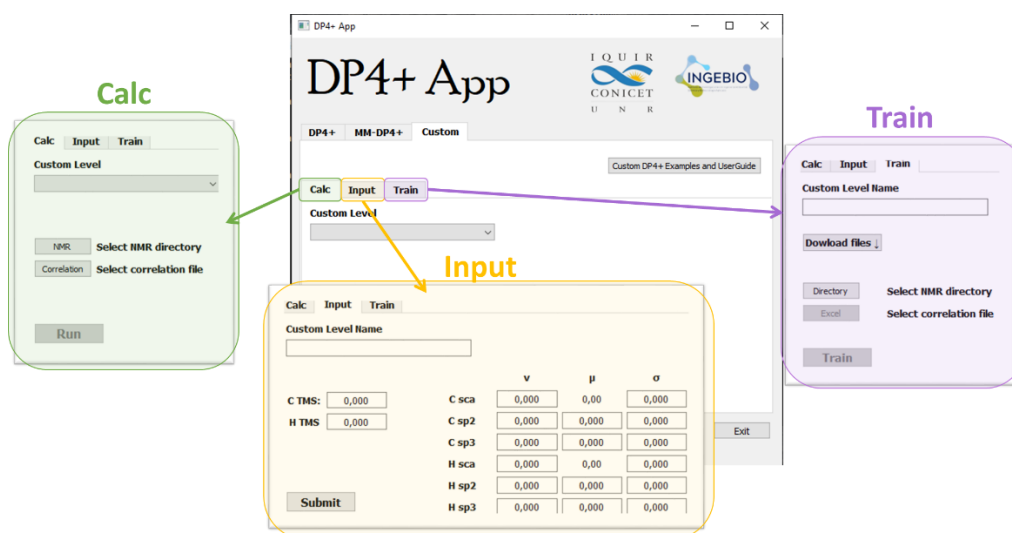 DP4+ App
DP4+ App
I Q U I R
CONICET
U N R
INGEBIO
DP4+ MM-DP4+ Custom
Custom DP4+ Examples and UserGuide
Calc Input Train
Custom Level
Exit
Calc
Calc Input Train
Custom Level
NMR Select NMR directory
Correlation Select correlation file
Run
Input
Calc Input Train
Custom Level Name
ν μ σ
C TMS: 0,000 C sca 0,000 0,00 0,000
H TMS 0,000 C sp2 0,000 0,000 0,000
C sp3 0,000 0,000 0,000
H sca 0,000 0,00 0,000
H sp2 0,000 0,000 0,000
Submit H sp3 0,000 0,000 0,000
Train
Calc Input Train
Custom Level Name
Dowload files ↓
Directory Select NMR directory
Excel Select correlation file
Train